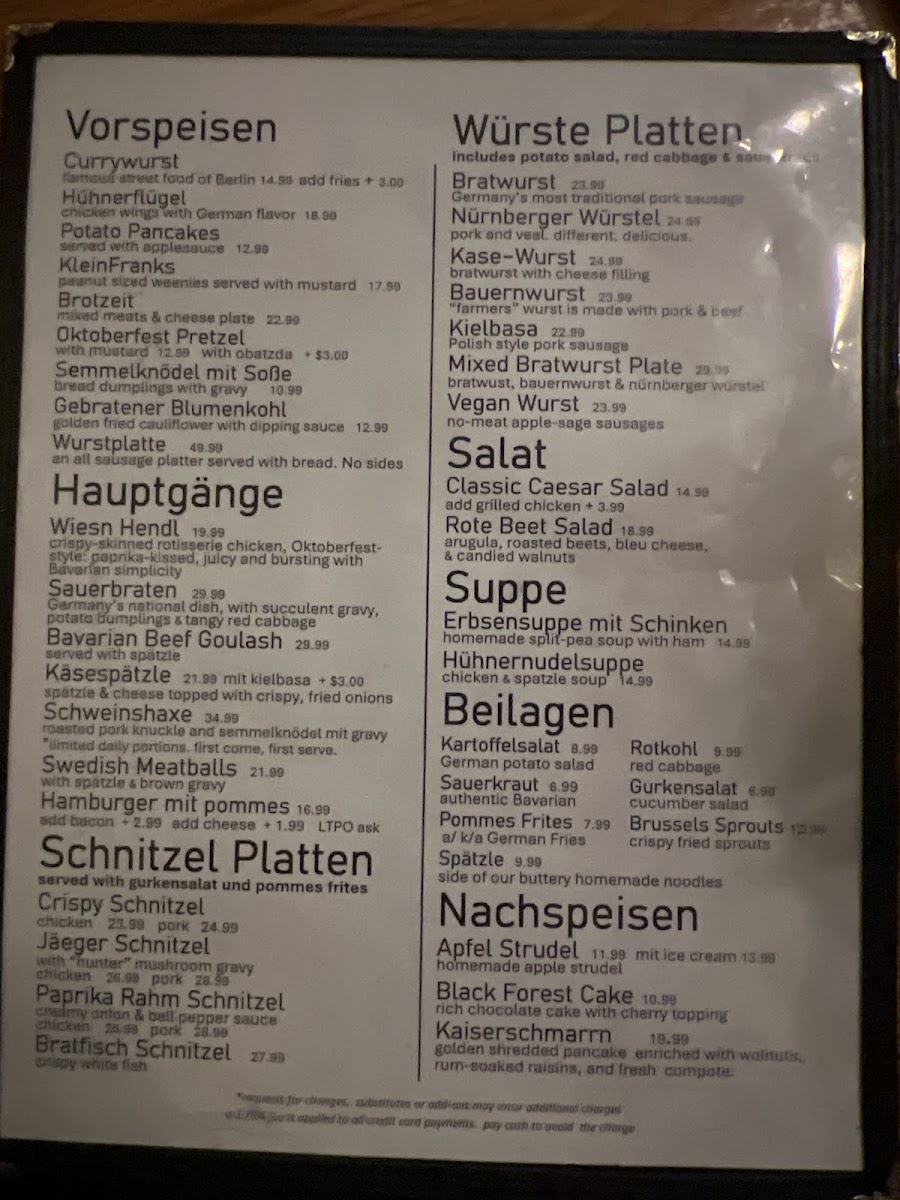 Vorspeisen
Currywurst
famous street food of Berlin 14.99 add fries + 3.00
Hühnerflügel
chicken wings with German flavor 18.99
Potato Pancakes
served with applesauce 12.99
KleinFranks
peanut sized weenies served with mustard 17.99
Brotzeit
mixed meats & cheese plate 22.99
Oktoberfest Pretzel
with mustard 12.99 with obatzda + $3.00
Semmelknödel mit Soße
bread dumplings with gravy 10.99
Gebratener Blumenkohl
golden fried cauliflower with dipping sauce 12.99
Wurstplatte 49.99
an all sausage platter served with bread. No sides
Hauptgänge
Wiesn Hendl 19.99
crispy-skinned rotisserie chicken, Oktoberfest-
style: paprika-kissed, juicy and bursting with
Bavarian simplicity
Sauerbraten 29.99
Germany's national dish, with succulent gravy,
potato dumplings & tangy red cabbage
Bavarian Beef Goulash 29.99
served with spätzle
Käsespätzle 21.99 mit kielbasa + $3.00
spätzle & cheese topped with crispy, fried onions
Schweinshaxe 34.99
roasted pork knuckle and semmelknödel mit gravy
*limited daily portions. first come, first serve.
Swedish Meatballs 21.99
with spätzle & brown gravy
Hamburger mit pommes 16.99
add bacon + 2.99 add cheese + 1.99 LTPO ask
Schnitzel Platten
served with gurkensalat und pommes frites
Crispy Schnitzel
chicken 23.99 pork 24.99
Jäeger Schnitzel
with "hunter" mushroom gravy
chicken 26.99 pork 28.99
Paprika Rahm Schnitzel
creamy onion & bell pepper sauce
chicken pork 28.99
Bratfisch Schnitzel 27.99
crispy white fish
Würste Platten
Includes potato salad, red cabbage &
Bratwurst 23.99
Germany's most traditional pork sausage
Nürnberger Würstel 24.99
pork and veal. different. delicious.
Kase-Wurst 24.99
bratwurst with cheese filling
Bauernwurst 23.99
"farmers" wurst is made with pork & beef
Kielbasa 22.99
Polish style pork sausage
Mixed Bratwurst Plate
bratwust, bauernwurst & nürnberger würstel
Vegan Wurst 23.99
no-meat apple-sage sausages
Salat
Classic Caesar Salad 14.99
add grilled chicken + 3.99
Rote Beet Salad 18.99
arugula, roasted beets, bleu cheese,
& candied walnuts
Suppe
Erbsensuppe mit Schinken
homemade split-pea soup with ham 14.99
Hühnernudelsuppe
chicken & spatzle soup 14.99
Beilagen
Kartoffelsalat 8.99
German potato salad
Rotkohl 9.99
red cabbage
Sauerkraut 6.99
authentic Bavarian
Gurkensalat 6.99
cucumber salad
Pommes Frites 7.99
a/ k/a German Fries
Brussels Sprouts
crispy fried sprouts
Spätzle 9.99
side of our buttery homemade noodles
Nachspeisen
Apfel Strudel 11.99 mit ice cream 13.99
homemade apple strudel
Black Forest Cake 10.99
rich chocolate cake with cherry topping
Kaiserschmarrn 19.99
golden shredded pancake enriched with walnuts,
rum-soaked raisins, and fresh compote.
*requests for changes, substitutes or add-ons may incur additional charges
is applied to all credit card payments. pay cash to avoid the charge